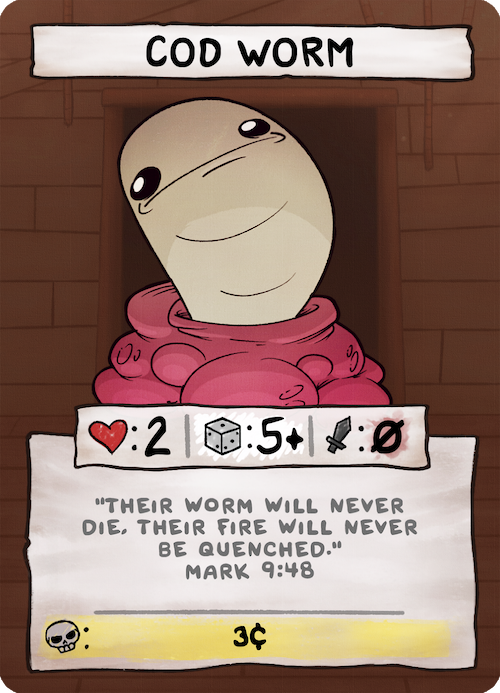 COD WORM
:2 :5+ :0
"THEIR WORM WILL NEVER
DIE, THEIR FIRE WILL NEVER
BE QUENCHED."
MARK 9:48
: 3¢